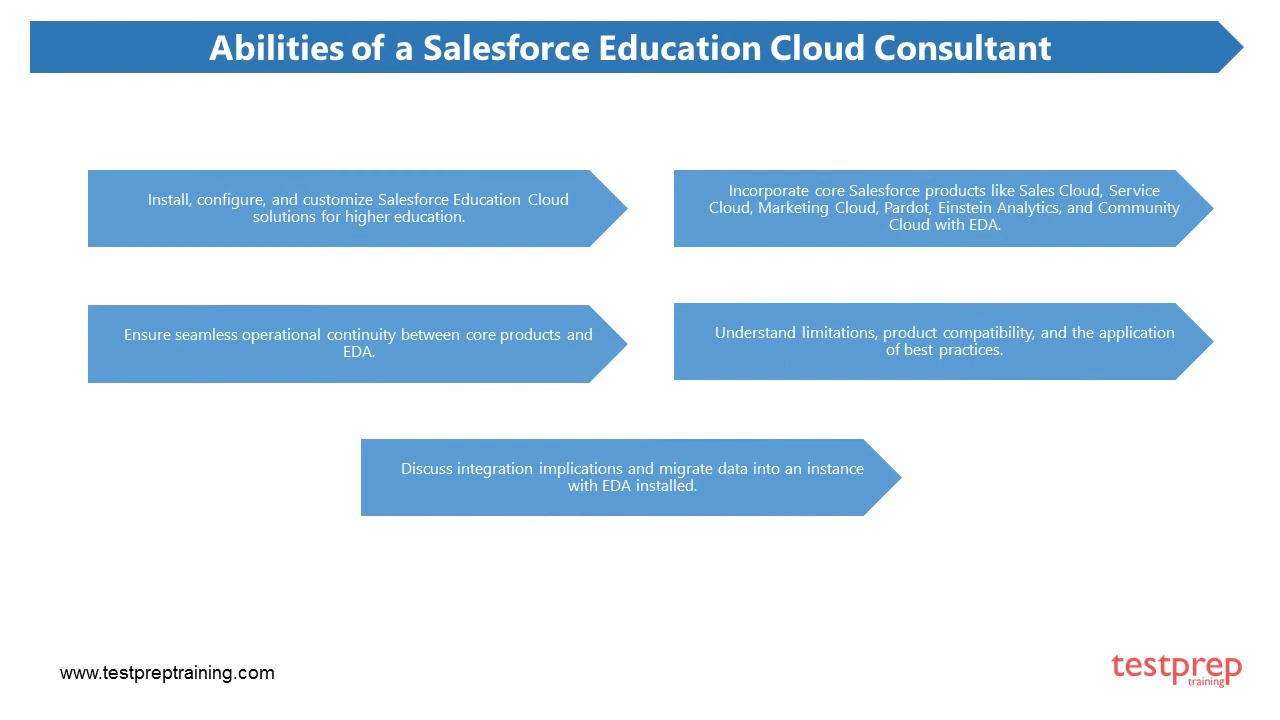 Abilities of a Salesforce Education Cloud Consultant
Install, configure, and customize Salesforce Education Cloud
solutions for higher education.
Incorporate core Salesforce products like Sales Cloud, Service
Cloud, Marketing Cloud, Pardot, Einstein Analytics, and Community
Cloud with EDA.
Ensure seamless operational continuity between core products and
EDA.
Understand limitations, product compatibility, and the application
of best practices.
Discuss integration implications and migrate data into an instance
with EDA installed.
www.testpreptraining.com
testprep
training